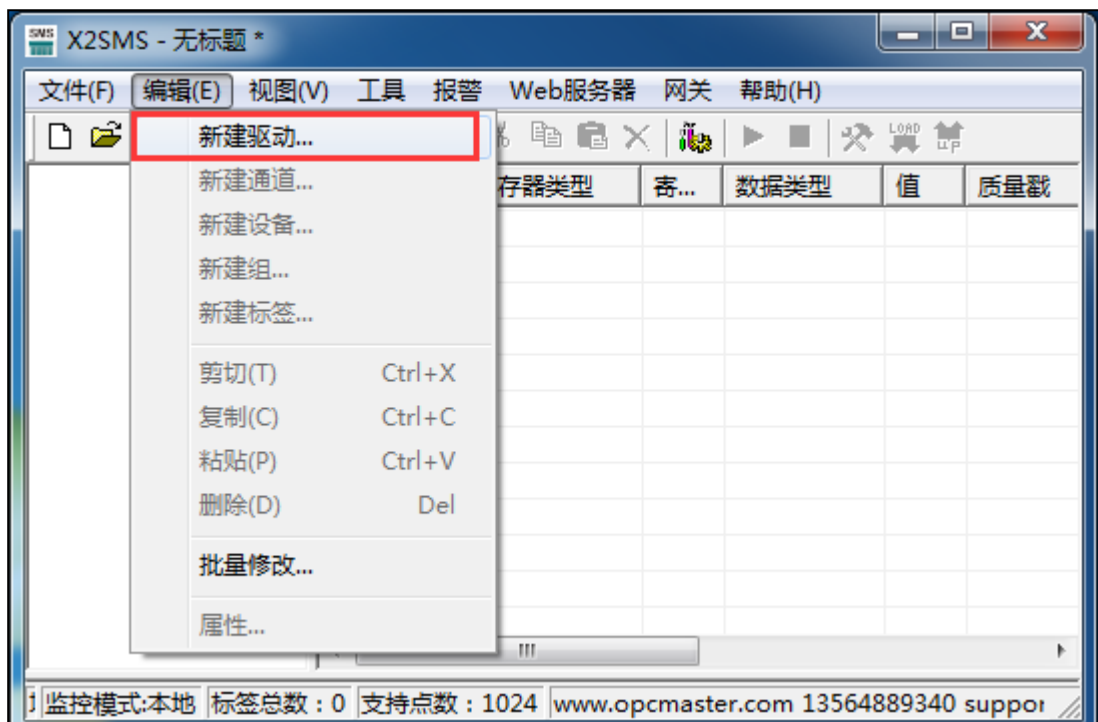 SMS X2SMS - 无标题 *
文件(F) 编辑(E) 视图(V) 工具 报警 Web服务器 网关 帮助(H)
新建驱动...
LOAD UP
新建通道...
存器类型 寄... 数据类型 值 质量戳
新建设备...
新建组...
新建标签...
剪切(T) Ctrl+X
复制(C) Ctrl+C
粘贴(P) Ctrl+V
删除(D) Del
批量修改...
属性...
监控模式:本地 标签总数：0 支持点数：1024 www.opcmaster.com 13564889340 suppor